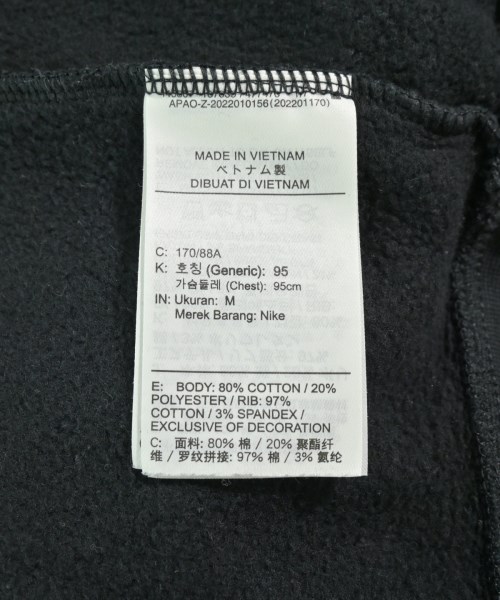 APAO-Z-2022010156(202201170)
MADE IN VIETNAM
ベトナム製
DIBUAT DI VIETNAM
C: 170/88A
K: 호칭 (Generic): 95
가슴둘레 (Chest): 95cm
IN: Ukuran: M
Merek Barang: Nike
E: BODY: 80% COTTON / 20%
POLYESTER / RIB: 97%
COTTON / 3% SPANDEX /
EXCLUSIVE OF DECORATION
C: 面料: 80% 棉 / 20% 聚酯纤
维 / 罗纹拼接: 97% 棉 / 3% 氨纶